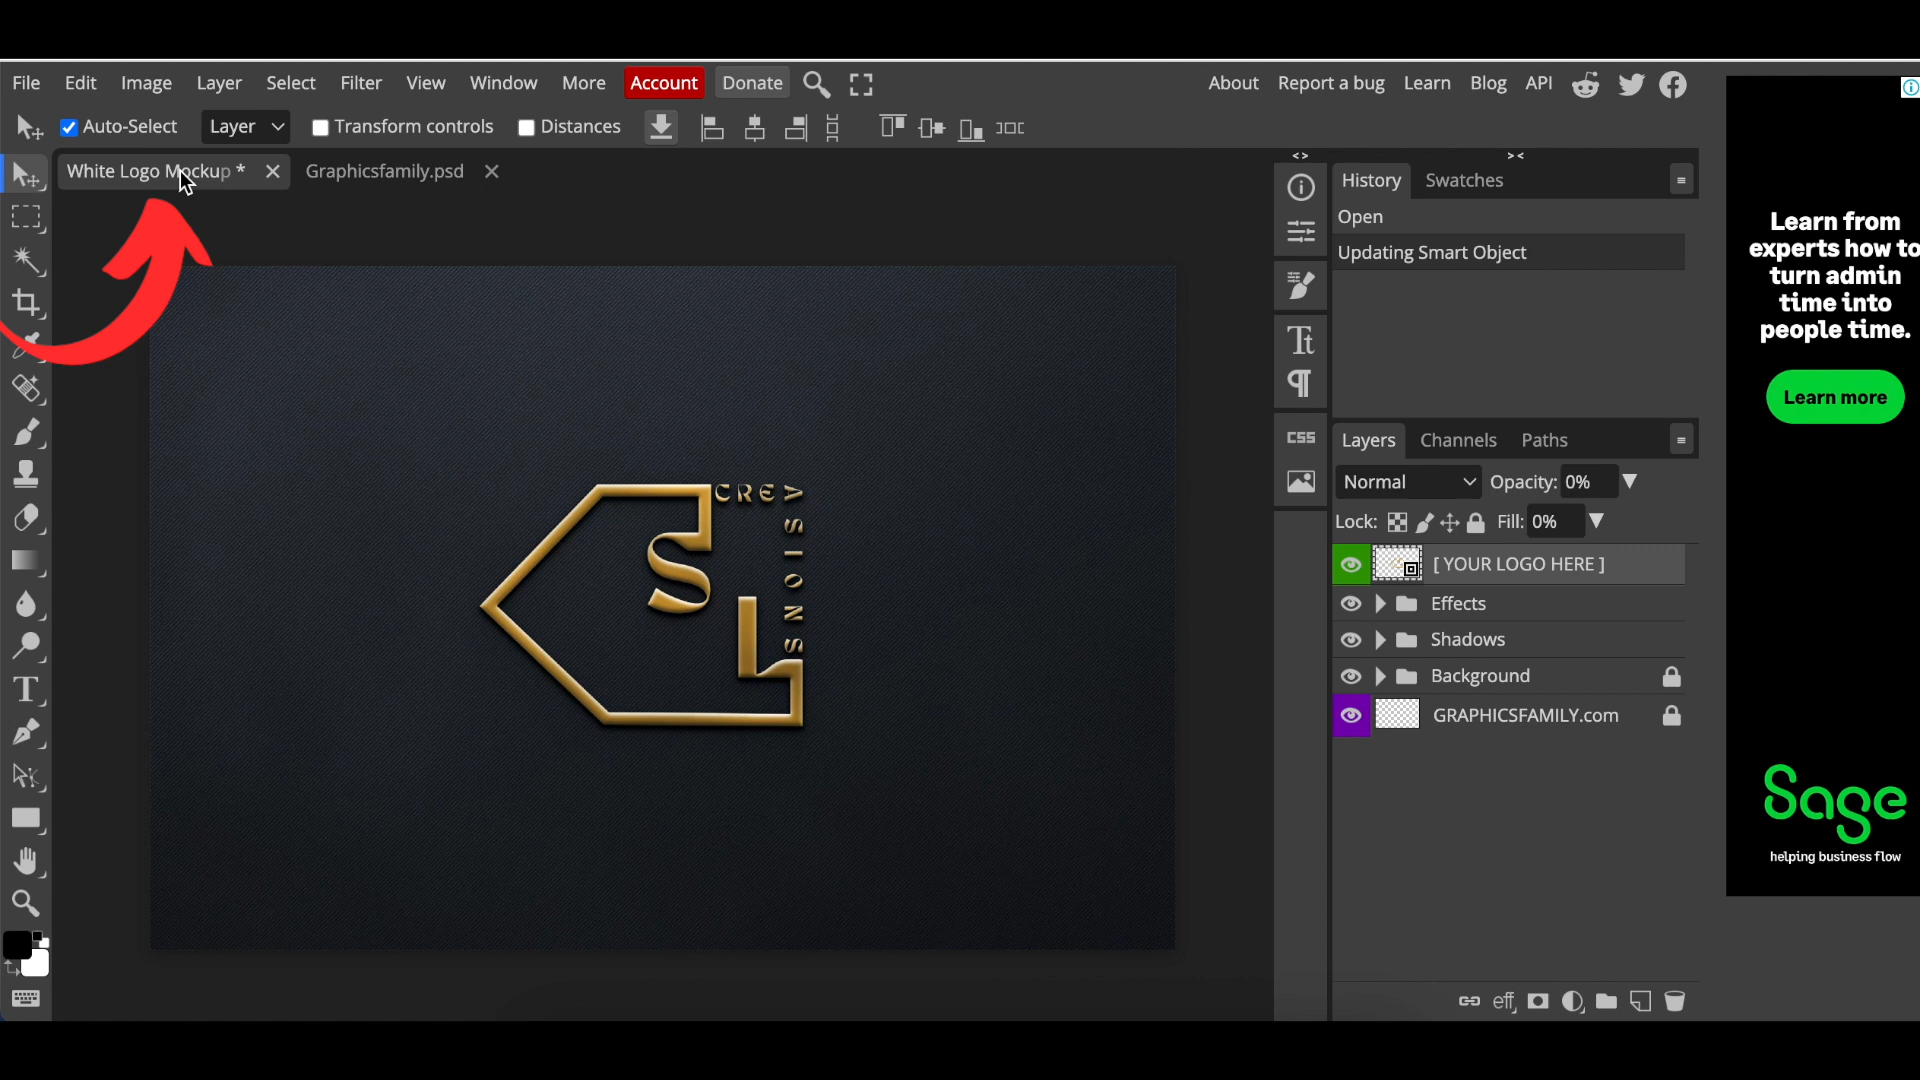 File Edit Image Layer Select Filter View Window More Account Donate About Report a bug Learn Blog API
Auto-Select Layer Transform controls Distances
White Logo Mockup * Graphicsfamily.psd
History Swatches
Open
Updating Smart Object
CSS
Layers Channels Paths
Normal Opacity: 0%
Lock: Fill: 0%
[ YOUR LOGO HERE ]
Effects
Shadows
Background
GRAPHICSFAMILY.com
eff
S
L
CREA
SIONS
Learn from
experts how to
turn admin
time into
people time.
Learn more
Sage
helping business flow